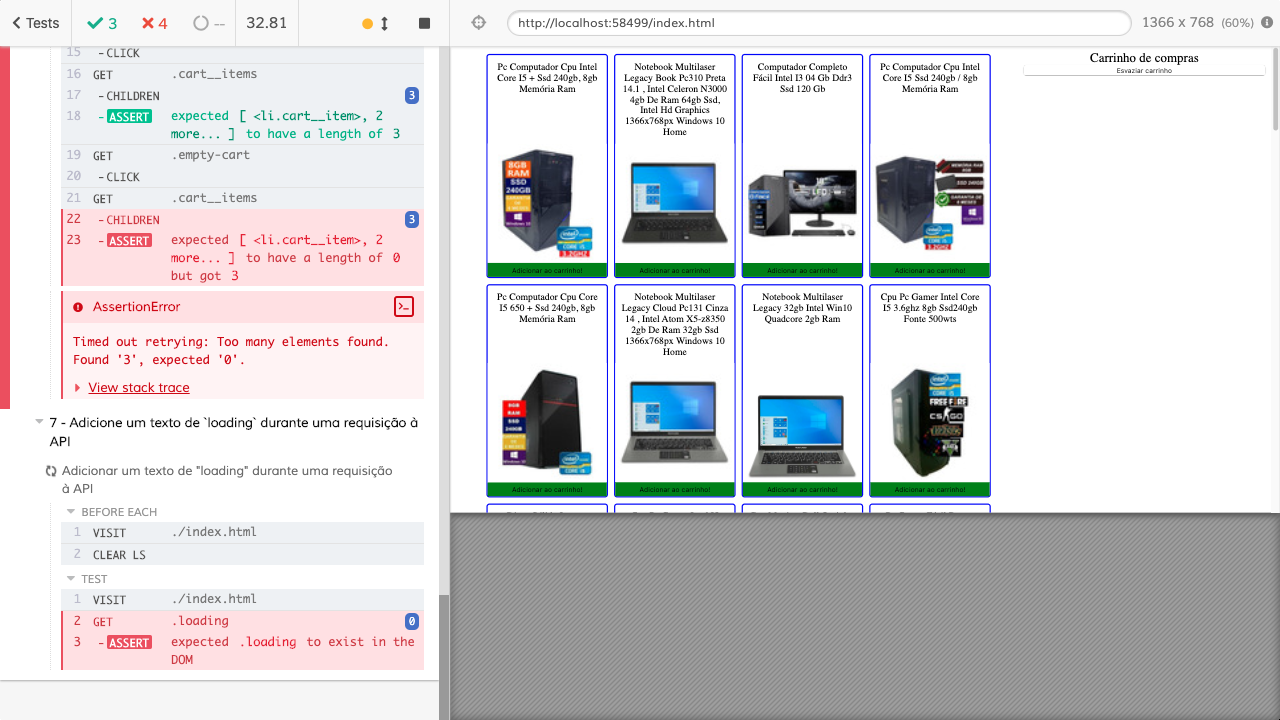 Tests
3
4
--
32.81
http://localhost:58499/index.html
1366 x 768 (60%)
15 -CLICK
16 GET .cart__items
17 -CHILDREN 3
18 -ASSERT expected [ <li.cart__item>, 2
more... ] to have a length of 3
19 GET .empty-cart
20 -CLICK
21 GET .cart__items
22 -CHILDREN 3
23 -ASSERT expected [ <li.cart__item>, 2
more... ] to have a length of 0
but got 3
AssertionError
Timed out retrying: Too many elements found.
Found '3', expected '0'.
View stack trace
7 - Adicione um texto de `loading` durante uma requisição à
API
Adicionar um texto de "loading" durante uma requisição
à API
BEFORE EACH
1 VISIT ./index.html
2 CLEAR LS
TEST
1 VISIT ./index.html
2 GET .loading 0
3 -ASSERT expected .loading to exist in the
DOM
Pc Computador Cpu Intel
Core I5 + Ssd 240gb, 8gb
Memória Ram
8GB
RAM
SSD
240GB
Adicionar ao carrinho!
Notebook Multilaser
Legacy Book Pc310 Preta
14.1 , Intel Celeron N3000
4gb De Ram 64gb Ssd,
Intel Hd Graphics
1366x768px Windows 10
Home
Adicionar ao carrinho!
Computador Completo
Fácil Intel I3 04 Gb Ddr3
Ssd 120 Gb
Adicionar ao carrinho!
Pc Computador Cpu Intel
Core I5 Ssd 240gb / 8gb
Memória Ram
Adicionar ao carrinho!
Pc Computador Cpu Core
I5 650 + Ssd 240gb, 8gb
Memória Ram
Adicionar ao carrinho!
Notebook Multilaser
Legacy Cloud Pc131 Cinza
14 , Intel Atom X5-z8350
2gb De Ram 32gb Ssd
1366x768px Windows 10
Home
Adicionar ao carrinho!
Notebook Multilaser
Legacy 32gb Intel Win10
Quadcore 2gb Ram
Adicionar ao carrinho!
Cpu Pc Gamer Intel Core
I5 3.6ghz 8gb Ssd240gb
Fonte 500wts
FREE FIRE
CS:GO
Adicionar ao carrinho!
Carrinho de compras
Esvaziar carrinho